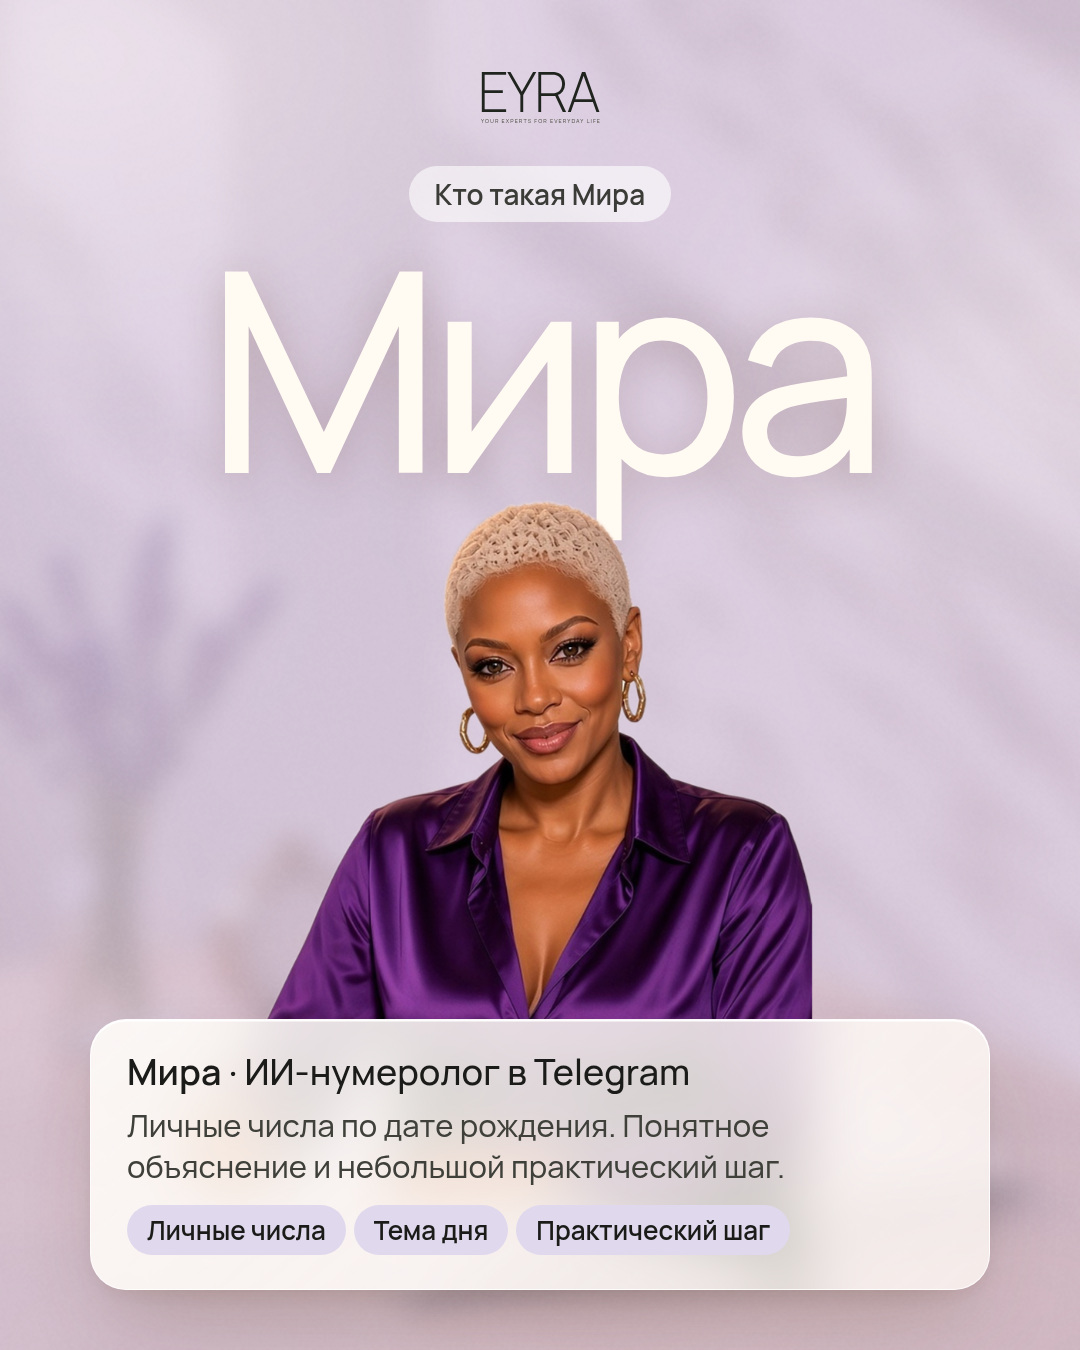 EYRA
YOUR EXPERTS FOR EVERYDAY LIFE
Кто такая Мира
Мира
Мира · ИИ-нумеролог в Telegram
Личные числа по дате рождения. Понятное
объяснение и небольшой практический шаг.
Личные числа Тема дня Практический шаг